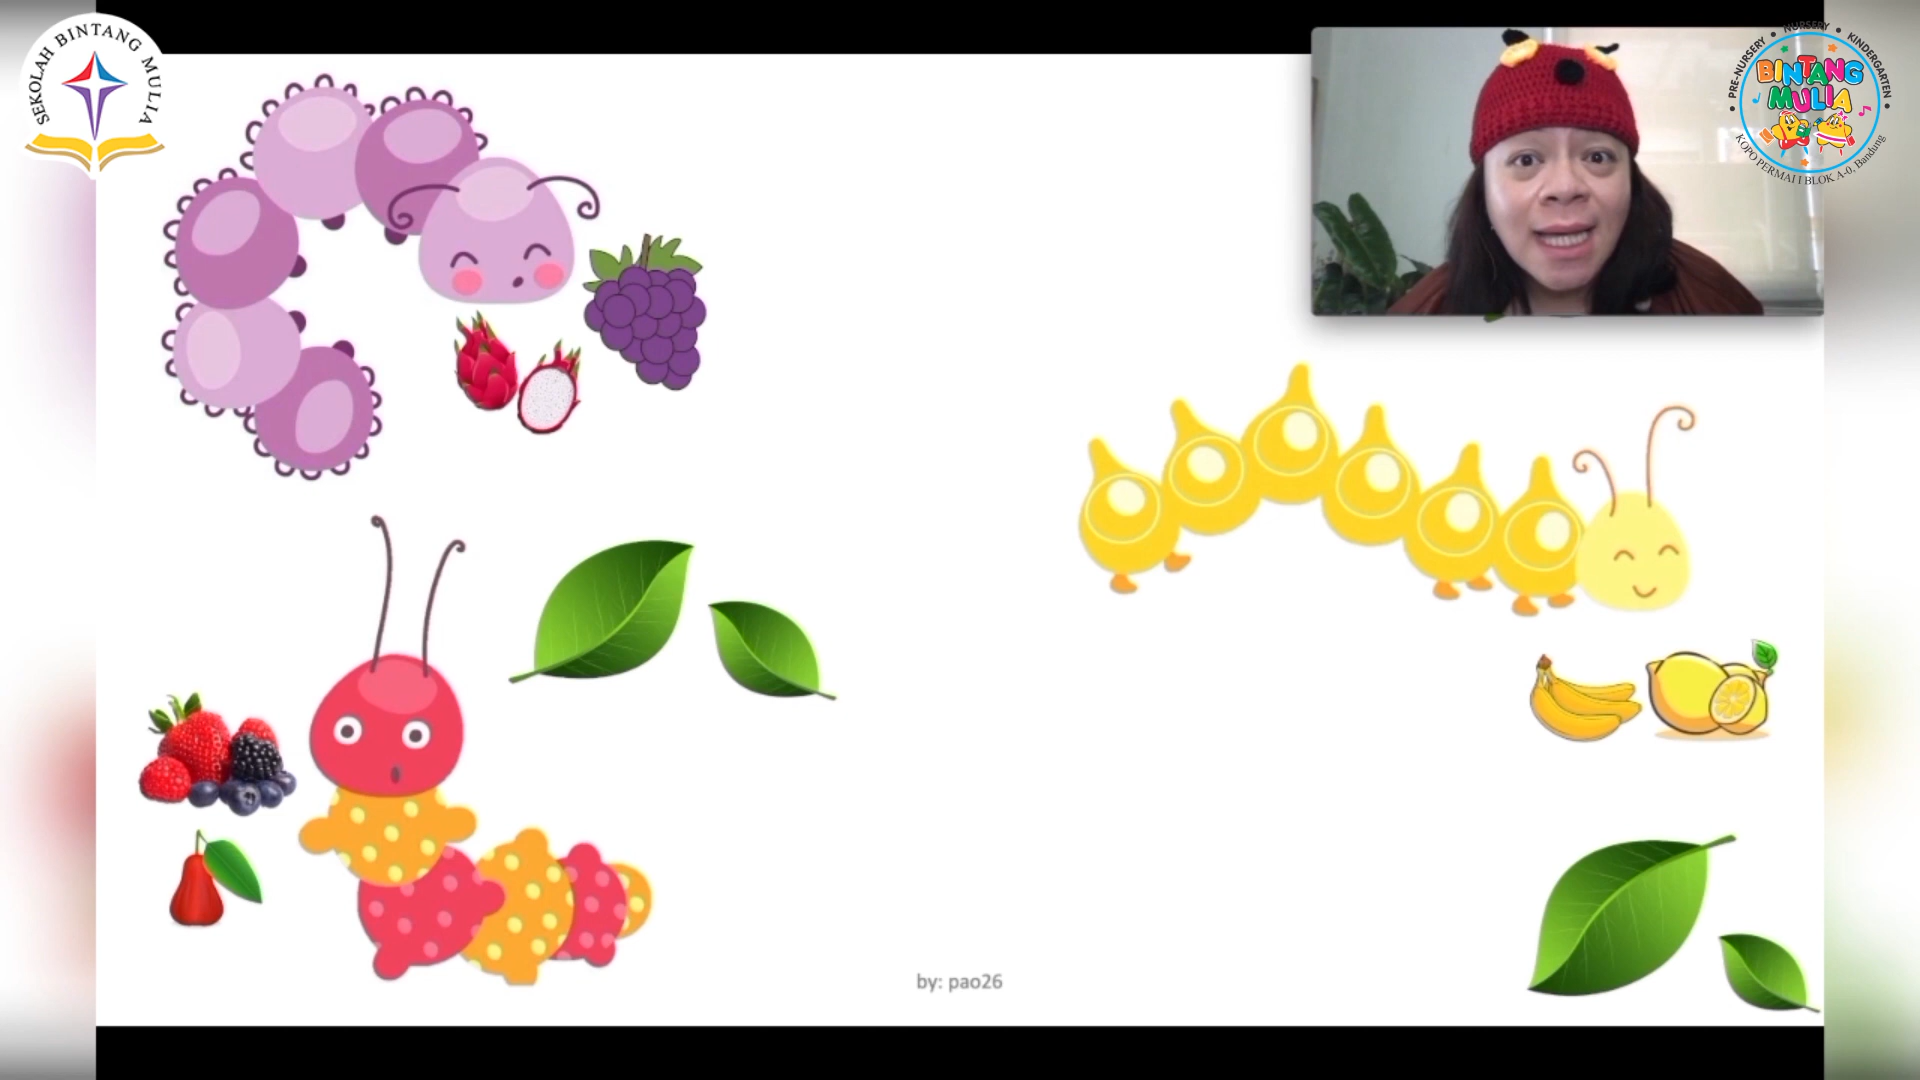 SEKOLAH BINTANG MULIA
PRE-NURSERY • NURSERY • KINDERGARTEN
BINTANG
MULIA
KOPO PERMAI I BLOK A-0, Bandung
by: pao26